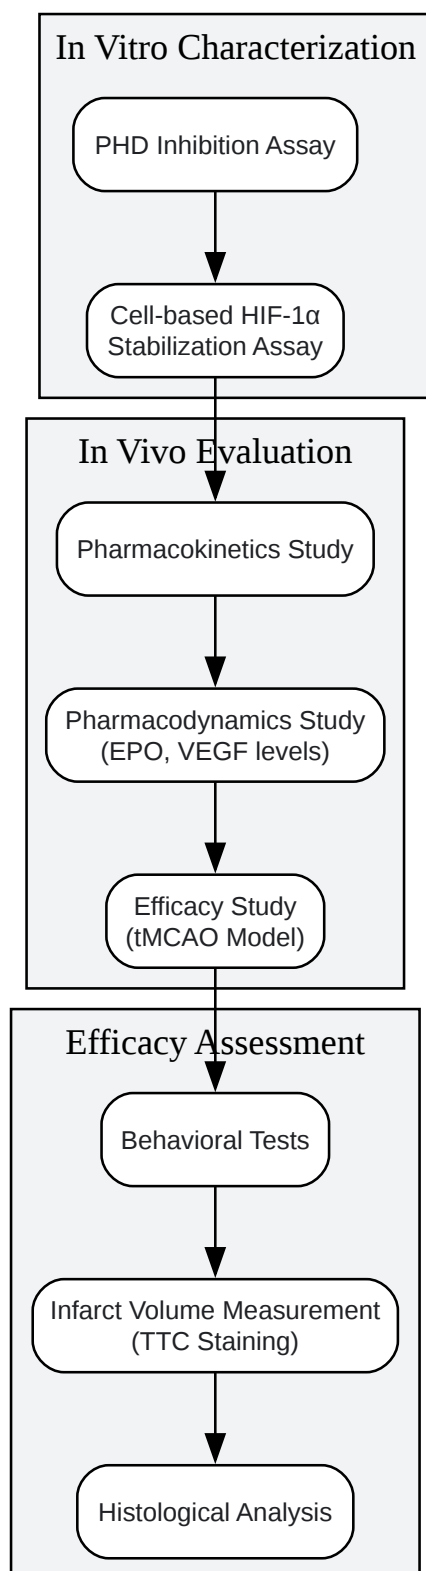 In Vitro Characterization
PHD Inhibition Assay
Cell-based HIF-1α
Stabilization Assay
In Vivo Evaluation
Pharmacokinetics Study
Pharmacodynamics Study
(EPO, VEGF levels)
Efficacy Study
(tMCAO Model)
Efficacy Assessment
Behavioral Tests
Infarct Volume Measurement
(TTC Staining)
Histological Analysis